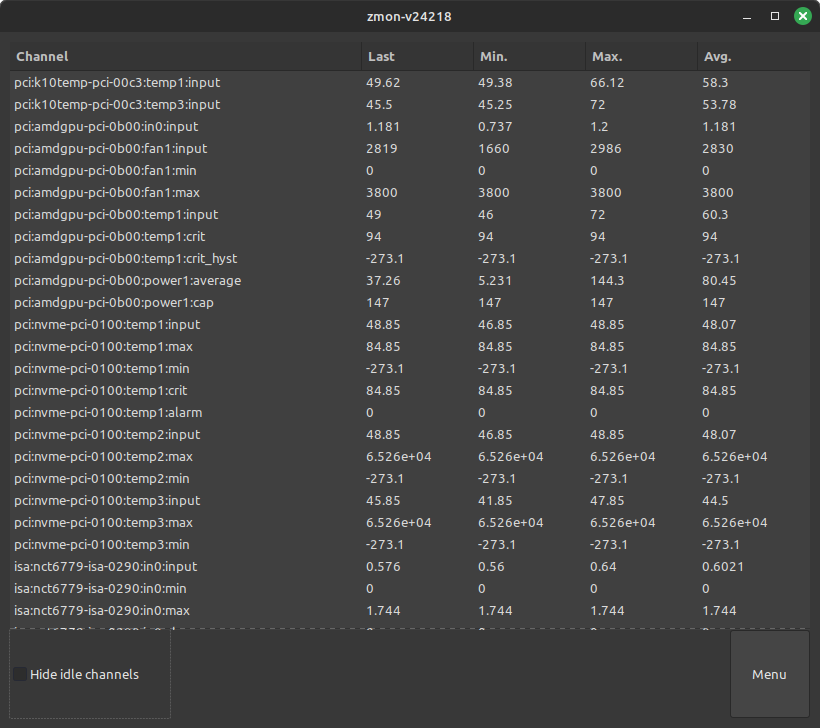 zmon-v24218
Channel Last Min. Max. Avg.
pci:k10temp-pci-00c3:temp1:input 49.62 49.38 66.12 58.3
pci:k10temp-pci-00c3:temp3:input 45.5 45.25 72 53.78
pci:amdgpu-pci-0b00:in0:input 1.181 0.737 1.2 1.181
pci:amdgpu-pci-0b00:fan1:input 2819 1660 2986 2830
pci:amdgpu-pci-0b00:fan1:min 0 0 0 0
pci:amdgpu-pci-0b00:fan1:max 3800 3800 3800 3800
pci:amdgpu-pci-0b00:temp1:input 49 46 72 60.3
pci:amdgpu-pci-0b00:temp1:crit 94 94 94 94
pci:amdgpu-pci-0b00:temp1:crit_hyst -273.1 -273.1 -273.1 -273.1
pci:amdgpu-pci-0b00:power1:average 37.26 5.231 144.3 80.45
pci:amdgpu-pci-0b00:power1:cap 147 147 147 147
pci:nvme-pci-0100:temp1:input 48.85 46.85 48.85 48.07
pci:nvme-pci-0100:temp1:max 84.85 84.85 84.85 84.85
pci:nvme-pci-0100:temp1:min -273.1 -273.1 -273.1 -273.1
pci:nvme-pci-0100:temp1:crit 84.85 84.85 84.85 84.85
pci:nvme-pci-0100:temp1:alarm 0 0 0 0
pci:nvme-pci-0100:temp2:input 48.85 46.85 48.85 48.07
pci:nvme-pci-0100:temp2:max 6.526e+04 6.526e+04 6.526e+04 6.526e+04
pci:nvme-pci-0100:temp2:min -273.1 -273.1 -273.1 -273.1
pci:nvme-pci-0100:temp3:input 45.85 41.85 47.85 44.5
pci:nvme-pci-0100:temp3:max 6.526e+04 6.526e+04 6.526e+04 6.526e+04
pci:nvme-pci-0100:temp3:min -273.1 -273.1 -273.1 -273.1
isa:nct6779-isa-0290:in0:input 0.576 0.56 0.64 0.6021
isa:nct6779-isa-0290:in0:min 0 0 0 0
isa:nct6779-isa-0290:in0:max 1.744 1.744 1.744 1.744
Hide idle channels
Menu